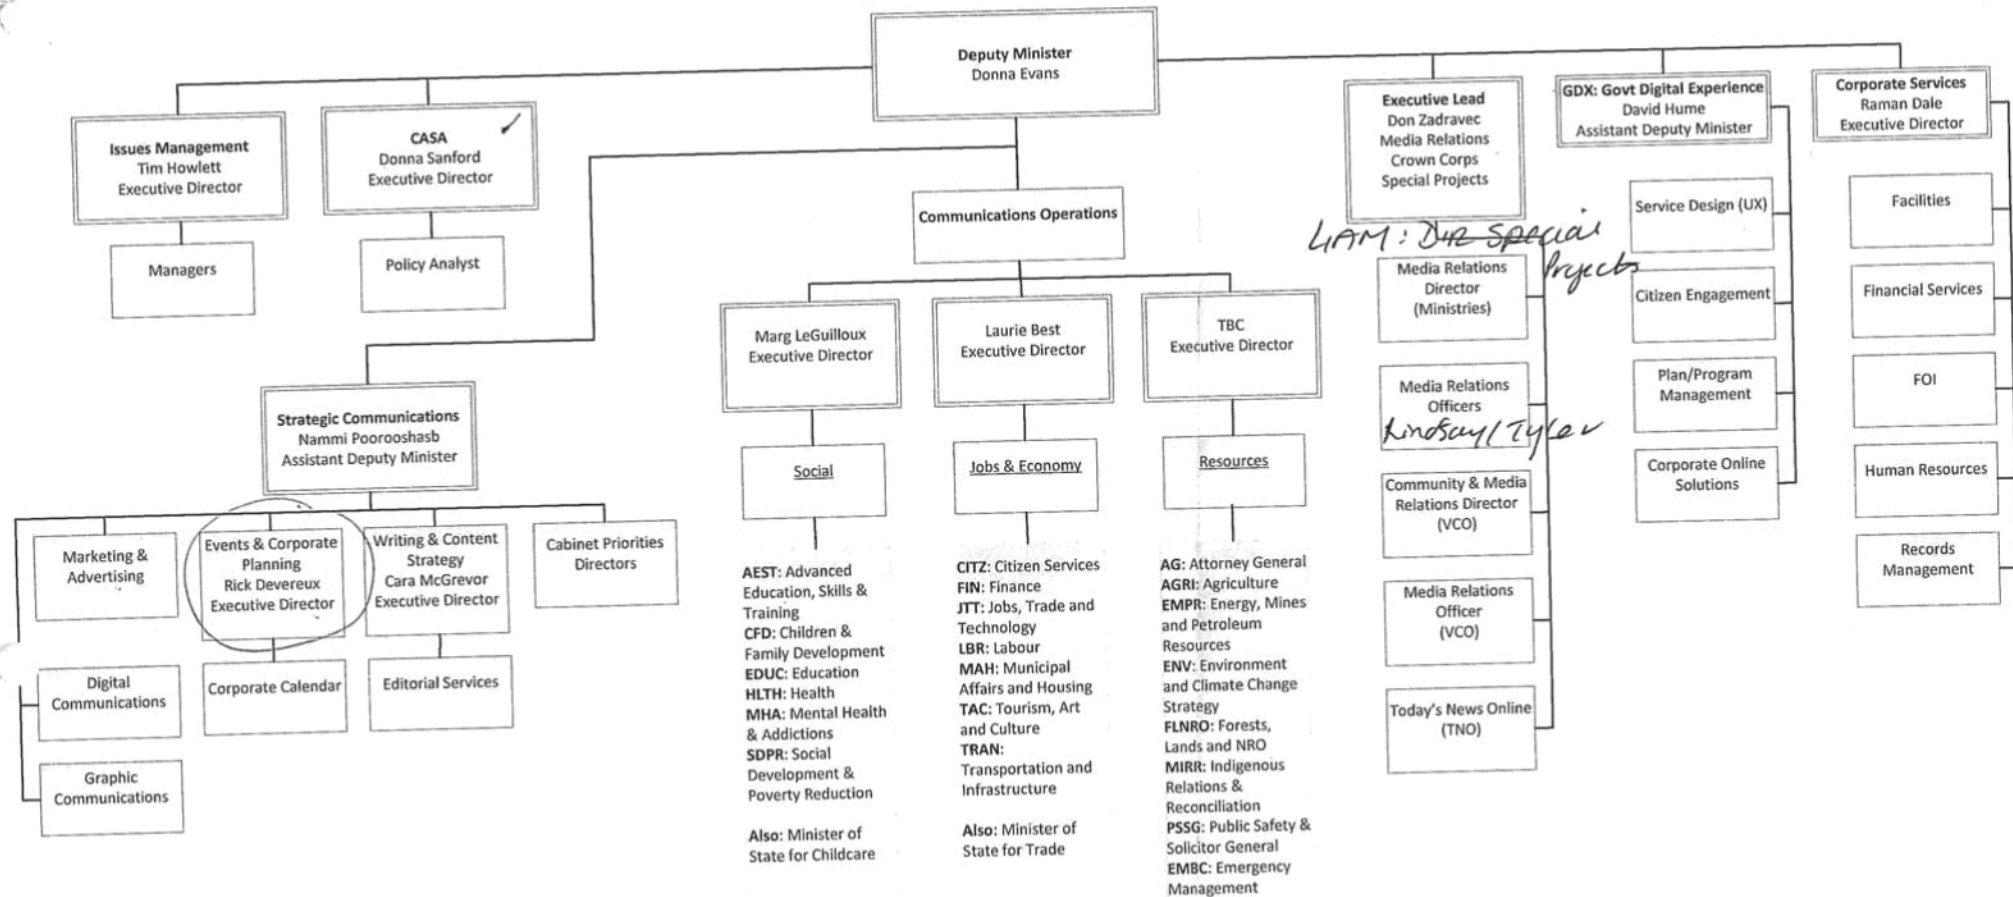 Deputy Minister
Donna Evans
Issues Management
Tim Howlett
Executive Director
Managers
CASA
Donna Sanford
Executive Director
Policy Analyst
Communications Operations
Executive Lead
Don Zadravec
Media Relations
Crown Corps
Special Projects
LIAM: DIR Special
Projects
Media Relations
Director
(Ministries)
Media Relations
Officers
Lindsay/Tyler
Community & Media
Relations Director
(VCO)
Media Relations
Officer
(VCO)
Today's News Online
(TNO)
GDX: Govt Digital Experience
David Hume
Assistant Deputy Minister
Service Design (UX)
Citizen Engagement
Plan/Program
Management
Corporate Online
Solutions
Corporate Services
Raman Dale
Executive Director
Facilities
Financial Services
FOI
Human Resources
Records
Management
Strategic Communications
Nammi Poorooshasb
Assistant Deputy Minister
Marketing &
Advertising
Events & Corporate
Planning
Rick Devereux
Executive Director
Writing & Content
Strategy
Cara McGrevor
Executive Director
Cabinet Priorities
Directors
Digital
Communications
Corporate Calendar
Editorial Services
Graphic
Communications
Marg LeGuilloux
Executive Director
Social
AEST: Advanced
Education, Skills &
Training
CFD: Children &
Family Development
EDUC: Education
HLTH: Health
MHA: Mental Health
& Addictions
SDPR: Social
Development &
Poverty Reduction
Also: Minister of
State for Childcare
Laurie Best
Executive Director
Jobs & Economy
CITZ: Citizen Services
FIN: Finance
JTT: Jobs, Trade and
Technology
LBR: Labour
MAH: Municipal
Affairs and Housing
TAC: Tourism, Art
and Culture
TRAN:
Transportation and
Infrastructure
Also: Minister of
State for Trade
TBC
Executive Director
Resources
AG: Attorney General
AGRI: Agriculture
EMPR: Energy, Mines
and Petroleum
Resources
ENV: Environment
and Climate Change
Strategy
FLNRO: Forests,
Lands and NRO
MIRR: Indigenous
Relations &
Reconciliation
PSSG: Public Safety &
Solicitor General
EMBC: Emergency
Management